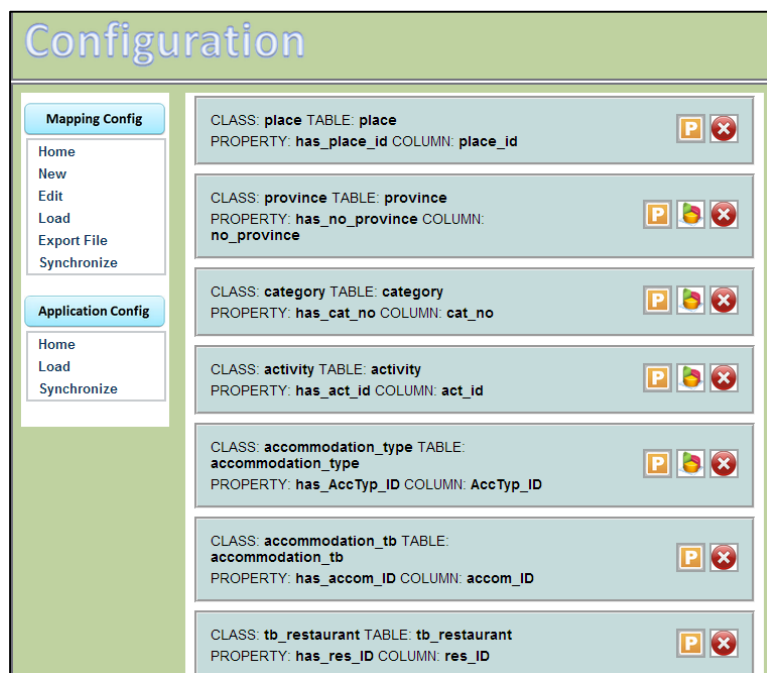 Configuration
Mapping Config
Home
New
Edit
Load
Export File
Synchronize
Application Config
Home
Load
Synchronize
CLASS: place TABLE: place
PROPERTY: has_place_id COLUMN: place_id
P
CLASS: province TABLE: province
PROPERTY: has_no_province COLUMN:
no_province
P
CLASS: category TABLE: category
PROPERTY: has_cat_no COLUMN: cat_no
P
CLASS: activity TABLE: activity
PROPERTY: has_act_id COLUMN: act_id
P
CLASS: accommodation_type TABLE:
accommodation_type
PROPERTY: has_AccTyp_ID COLUMN: AccTyp_ID
P
CLASS: accommodation_tb TABLE:
accommodation_tb
PROPERTY: has_accom_ID COLUMN: accom_ID
P
CLASS: tb_restaurant TABLE: tb_restaurant
PROPERTY: has_res_ID COLUMN: res_ID
P